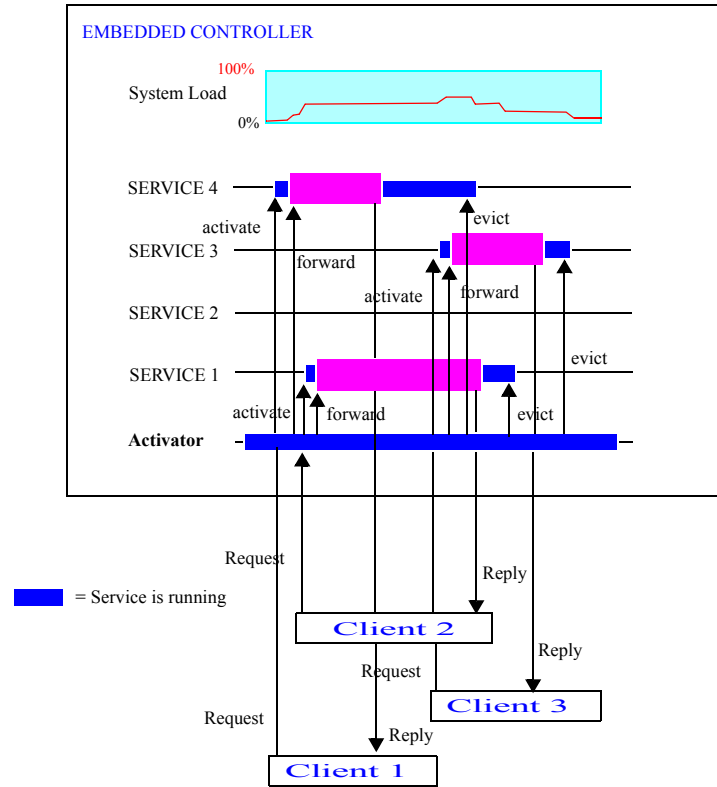 EMBEDDED CONTROLLER
100%
System Load
0%
SERVICE 4
activate
evict
SERVICE 3
forward
activate
forward
SERVICE 2
evict
SERVICE 1
activate
forward
evict
Activator
Request
Reply
= Service is running
Client 2
Reply
Request
Client 3
Request
Reply
Client 1